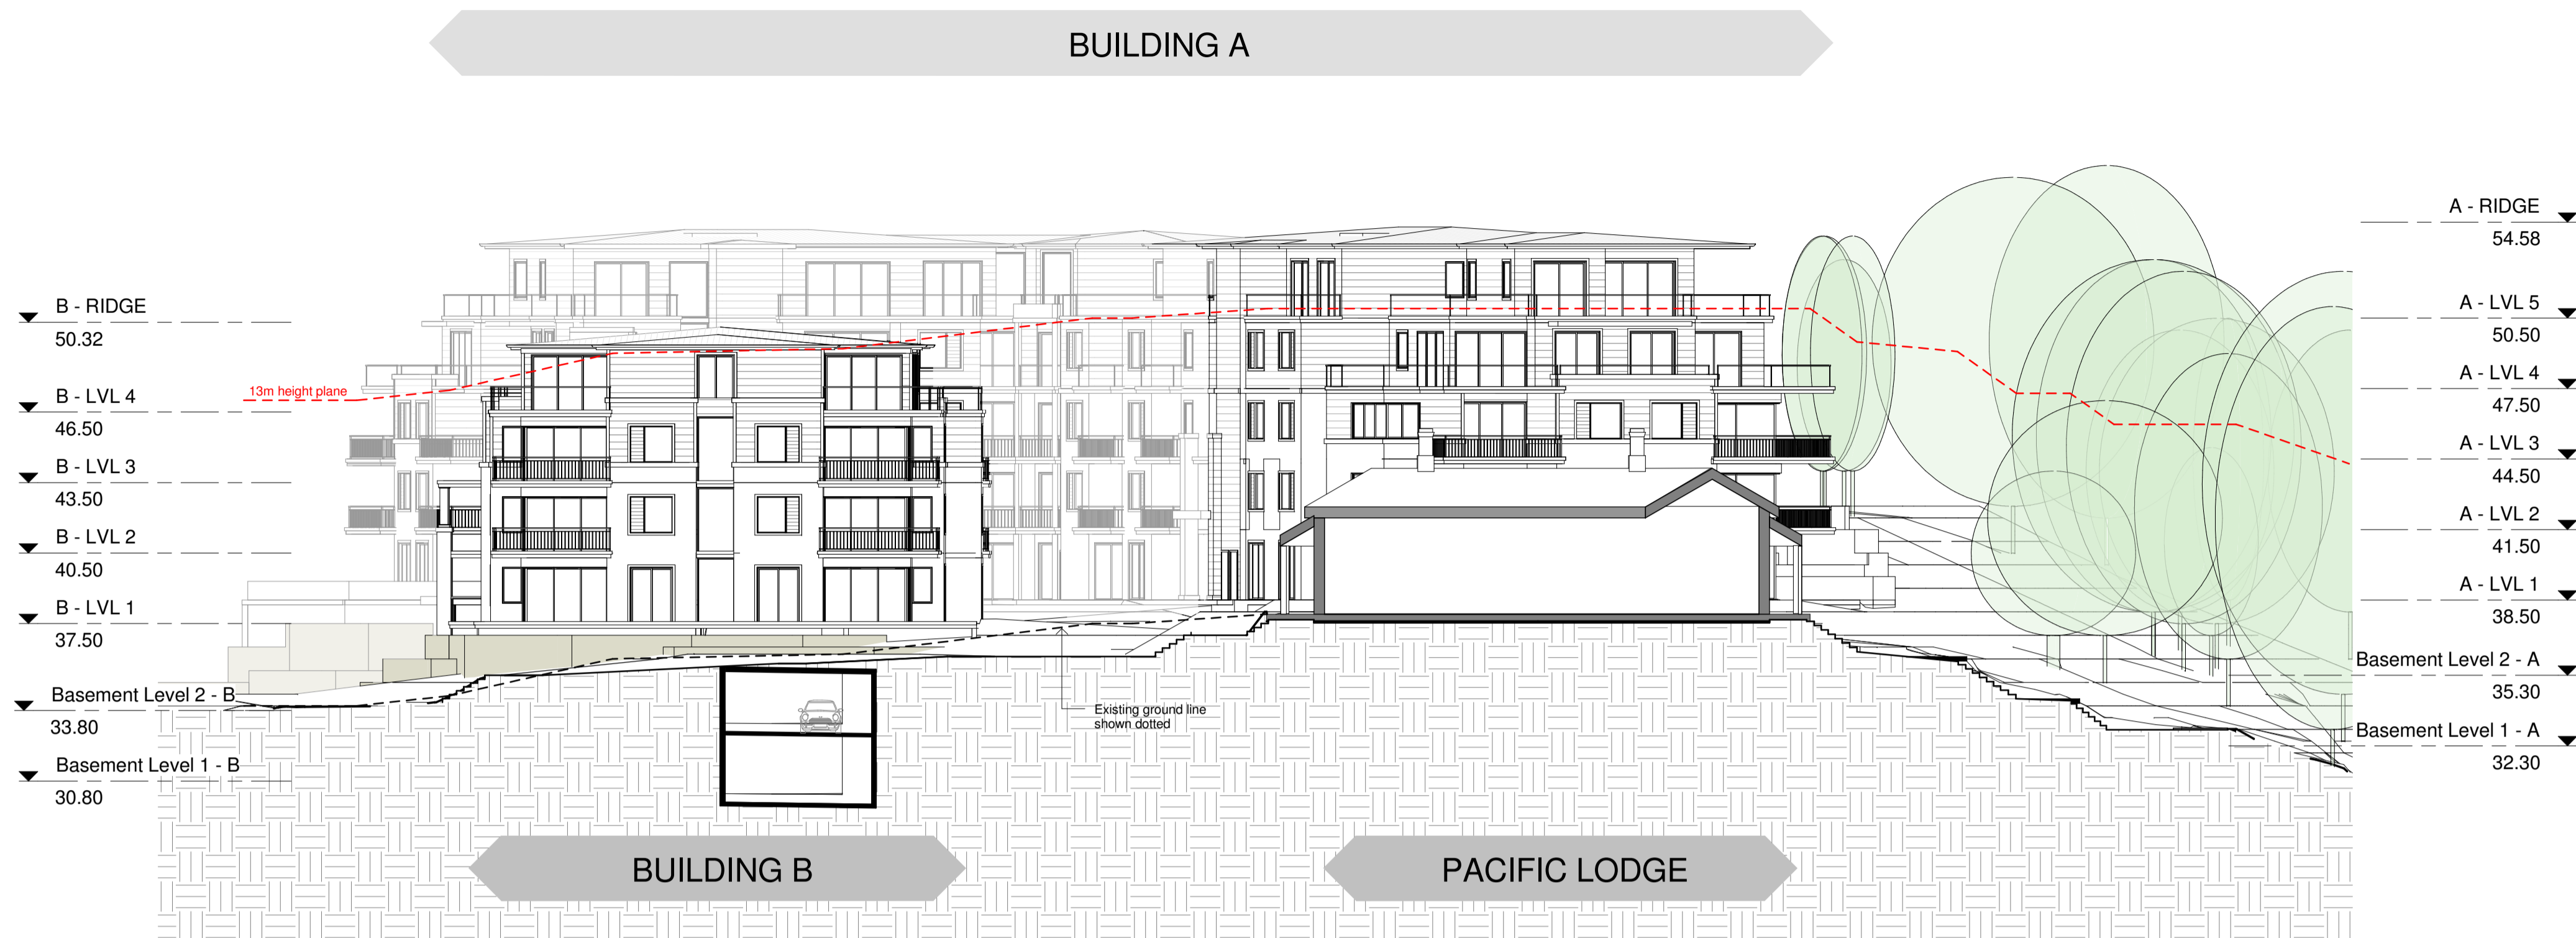 BUILDING A
B - RIDGE
50.32
13m height plane
B - LVL 4
46.50
B - LVL 3
43.50
B - LVL 2
40.50
B - LVL 1
37.50
Basement Level 2 - B
33.80
Basement Level 1 - B
30.80
Existing ground line
shown dotted
A - RIDGE
54.58
A - LVL 5
50.50
A - LVL 4
47.50
A - LVL 3
44.50
A - LVL 2
41.50
A - LVL 1
38.50
Basement Level 2 - A
35.30
Basement Level 1 - A
32.30
BUILDING B
PACIFIC LODGE